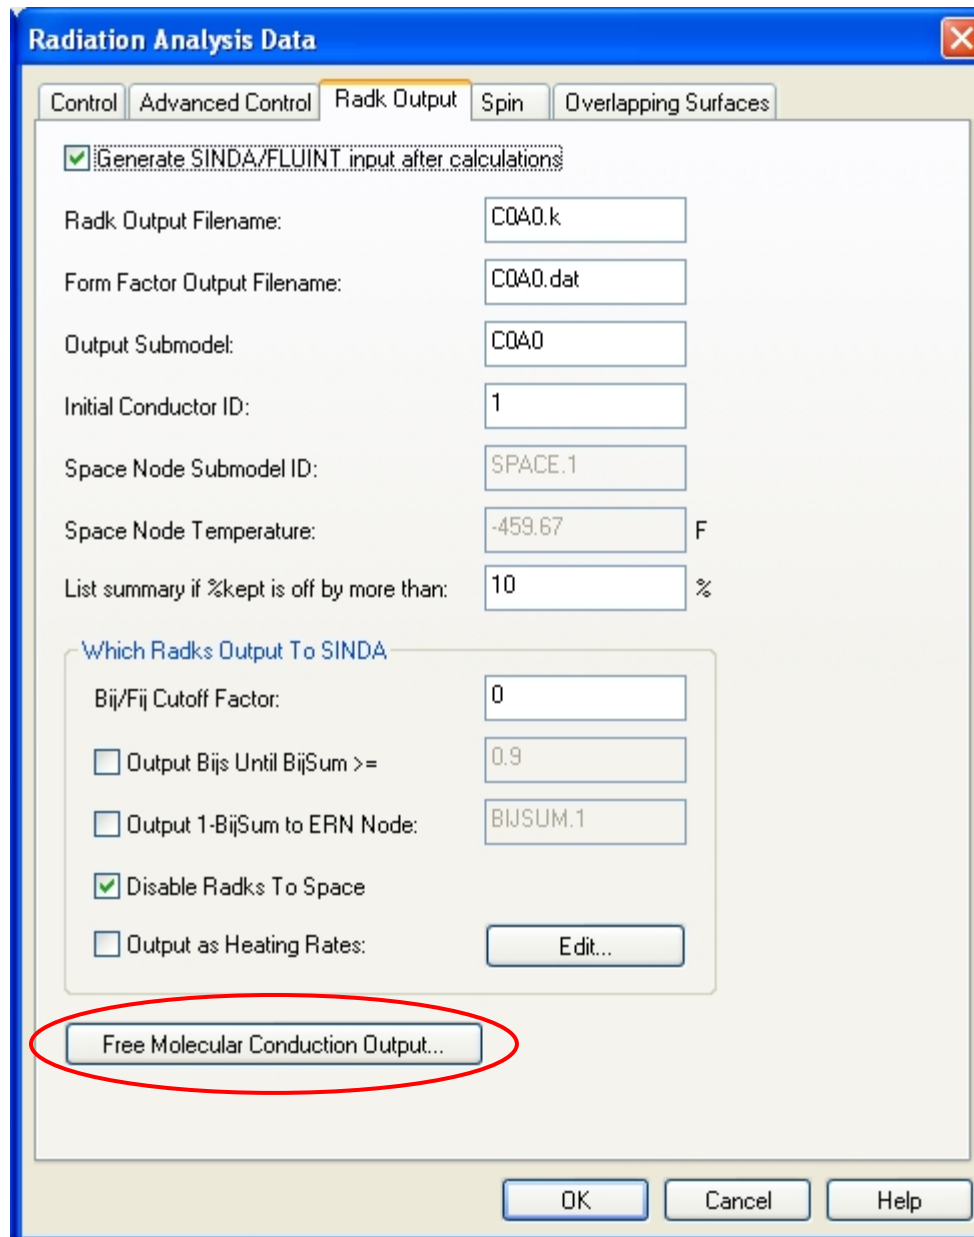 Radiation Analysis Data
Control Advanced Control Radk Output Spin Overlapping Surfaces
Generate SINDA/FLUINT input after calculations
Radk Output Filename: C0A0.k
Form Factor Output Filename: C0A0.dat
Output Submodel: C0A0
Initial Conductor ID: 1
Space Node Submodel ID: SPACE.1
Space Node Temperature: -459.67 F
List summary if %kept is off by more than: 10 %
Which Radks Output To SINDA
Bij/Fij Cutoff Factor: 0
Output Bijs Until BijSum >= 0.9
Output 1-BijSum to ERN Node: BIJSUM.1
Disable Radks To Space
Output as Heating Rates: Edit...
Free Molecular Conduction Output...
OK Cancel Help